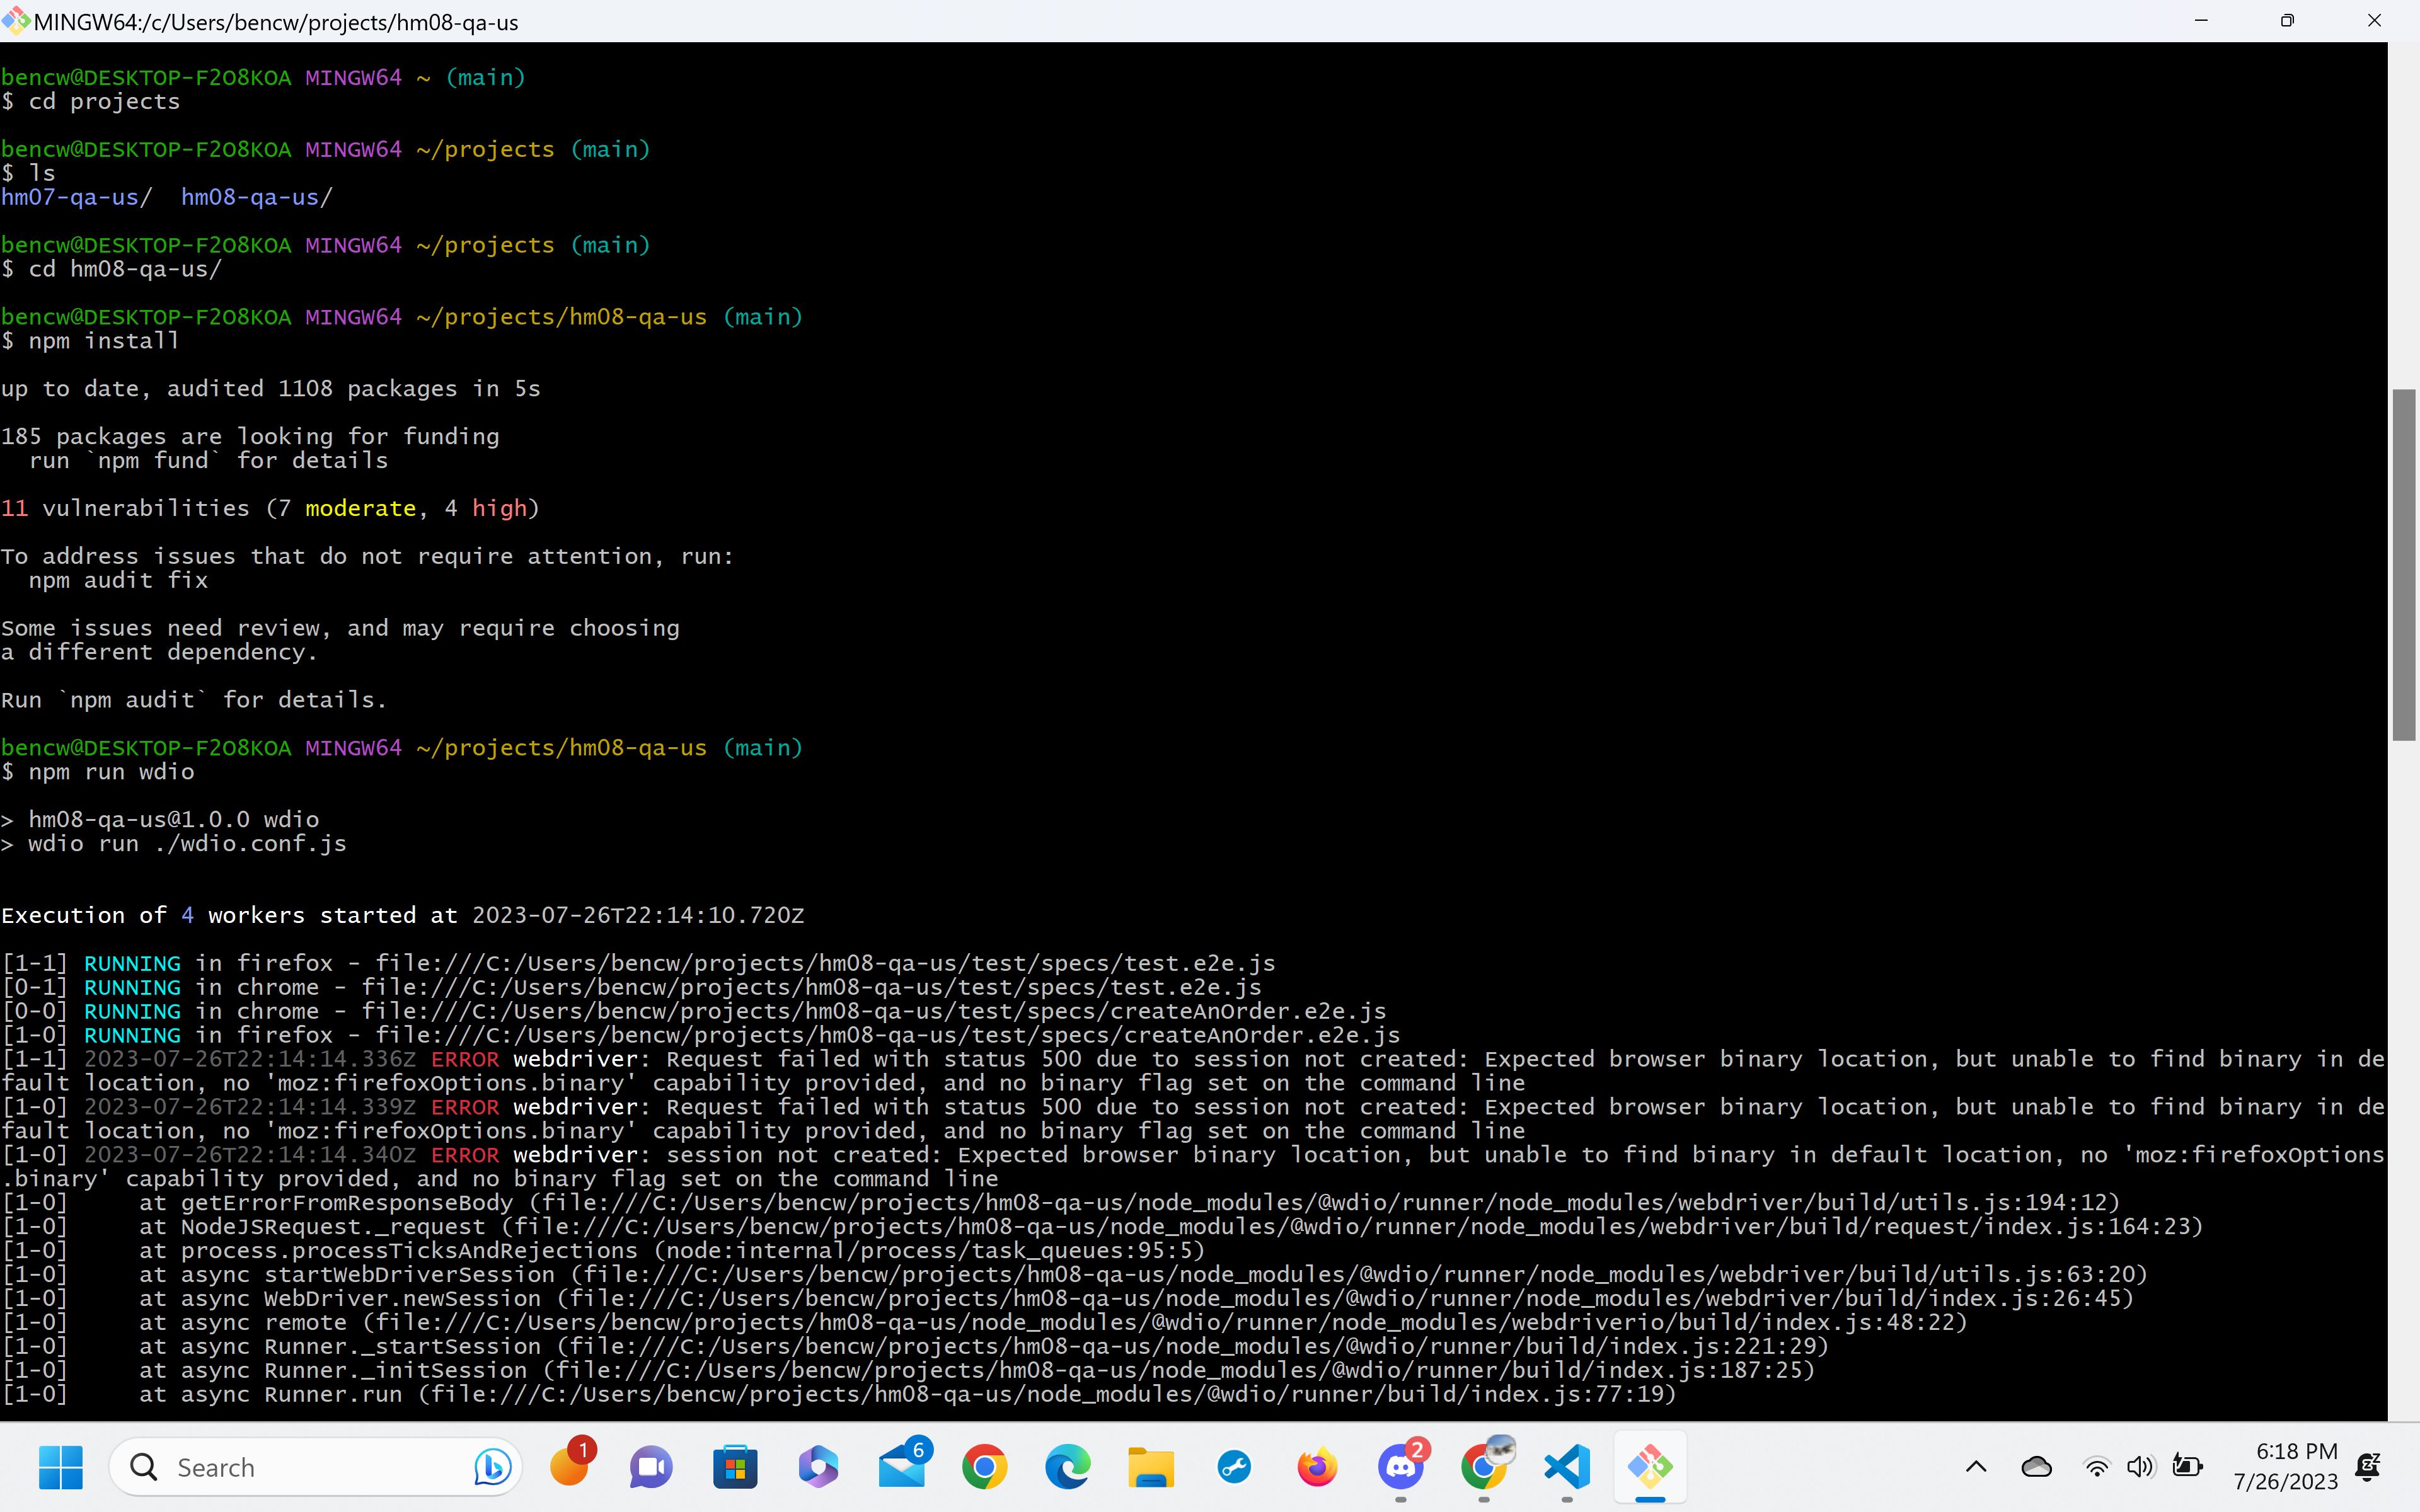 MINGW64:/c/Users/bencw/projects/hm08-qa-us
bencw@DESKTOP-F2O8KOA MINGW64 ~ (main)
$ cd projects
bencw@DESKTOP-F2O8KOA MINGW64 ~/projects (main)
$ ls
hm07-qa-us/  hm08-qa-us/
bencw@DESKTOP-F2O8KOA MINGW64 ~/projects (main)
$ cd hm08-qa-us/
bencw@DESKTOP-F2O8KOA MINGW64 ~/projects/hm08-qa-us (main)
$ npm install
up to date, audited 1108 packages in 5s
185 packages are looking for funding
  run `npm fund` for details
11 vulnerabilities (7 moderate, 4 high)
To address issues that do not require attention, run:
  npm audit fix
Some issues need review, and may require choosing
a different dependency.
Run `npm audit` for details.
bencw@DESKTOP-F2O8KOA MINGW64 ~/projects/hm08-qa-us (main)
$ npm run wdio
> hm08-qa-us@1.0.0 wdio
> wdio run ./wdio.conf.js
Execution of 4 workers started at 2023-07-26T22:14:10.720Z
[1-1] RUNNING in firefox - file:///C:/Users/bencw/projects/hm08-qa-us/test/specs/test.e2e.js
[0-1] RUNNING in chrome - file:///C:/Users/bencw/projects/hm08-qa-us/test/specs/test.e2e.js
[0-0] RUNNING in chrome - file:///C:/Users/bencw/projects/hm08-qa-us/test/specs/createAnOrder.e2e.js
[1-0] RUNNING in firefox - file:///C:/Users/bencw/projects/hm08-qa-us/test/specs/createAnOrder.e2e.js
[1-1] 2023-07-26T22:14:14.336Z ERROR webdriver: Request failed with status 500 due to session not created: Expected browser binary location, but unable to find binary in de
fault location, no 'moz:firefoxOptions.binary' capability provided, and no binary flag set on the command line
[1-0] 2023-07-26T22:14:14.339Z ERROR webdriver: Request failed with status 500 due to session not created: Expected browser binary location, but unable to find binary in de
fault location, no 'moz:firefoxOptions.binary' capability provided, and no binary flag set on the command line
[1-0] 2023-07-26T22:14:14.340Z ERROR webdriver: session not created: Expected browser binary location, but unable to find binary in default location, no 'moz:firefoxOptions
.binary' capability provided, and no binary flag set on the command line
[1-0]     at getErrorFromResponseBody (file:///C:/Users/bencw/projects/hm08-qa-us/node_modules/@wdio/runner/node_modules/webdriver/build/utils.js:194:12)
[1-0]     at NodeJSRequest._request (file:///C:/Users/bencw/projects/hm08-qa-us/node_modules/@wdio/runner/node_modules/webdriver/build/request/index.js:164:23)
[1-0]     at process.processTicksAndRejections (node:internal/process/task_queues:95:5)
[1-0]     at async startWebDriverSession (file:///C:/Users/bencw/projects/hm08-qa-us/node_modules/@wdio/runner/node_modules/webdriver/build/utils.js:63:20)
[1-0]     at async WebDriver.newSession (file:///C:/Users/bencw/projects/hm08-qa-us/node_modules/@wdio/runner/node_modules/webdriver/build/index.js:26:45)
[1-0]     at async remote (file:///C:/Users/bencw/projects/hm08-qa-us/node_modules/@wdio/runner/node_modules/webdriverio/build/index.js:48:22)
[1-0]     at async Runner._startSession (file:///C:/Users/bencw/projects/hm08-qa-us/node_modules/@wdio/runner/build/index.js:221:29)
[1-0]     at async Runner._initSession (file:///C:/Users/bencw/projects/hm08-qa-us/node_modules/@wdio/runner/build/index.js:187:25)
[1-0]     at async Runner.run (file:///C:/Users/bencw/projects/hm08-qa-us/node_modules/@wdio/runner/build/index.js:77:19)
Search
1
6
2
6:18 PM
7/26/2023